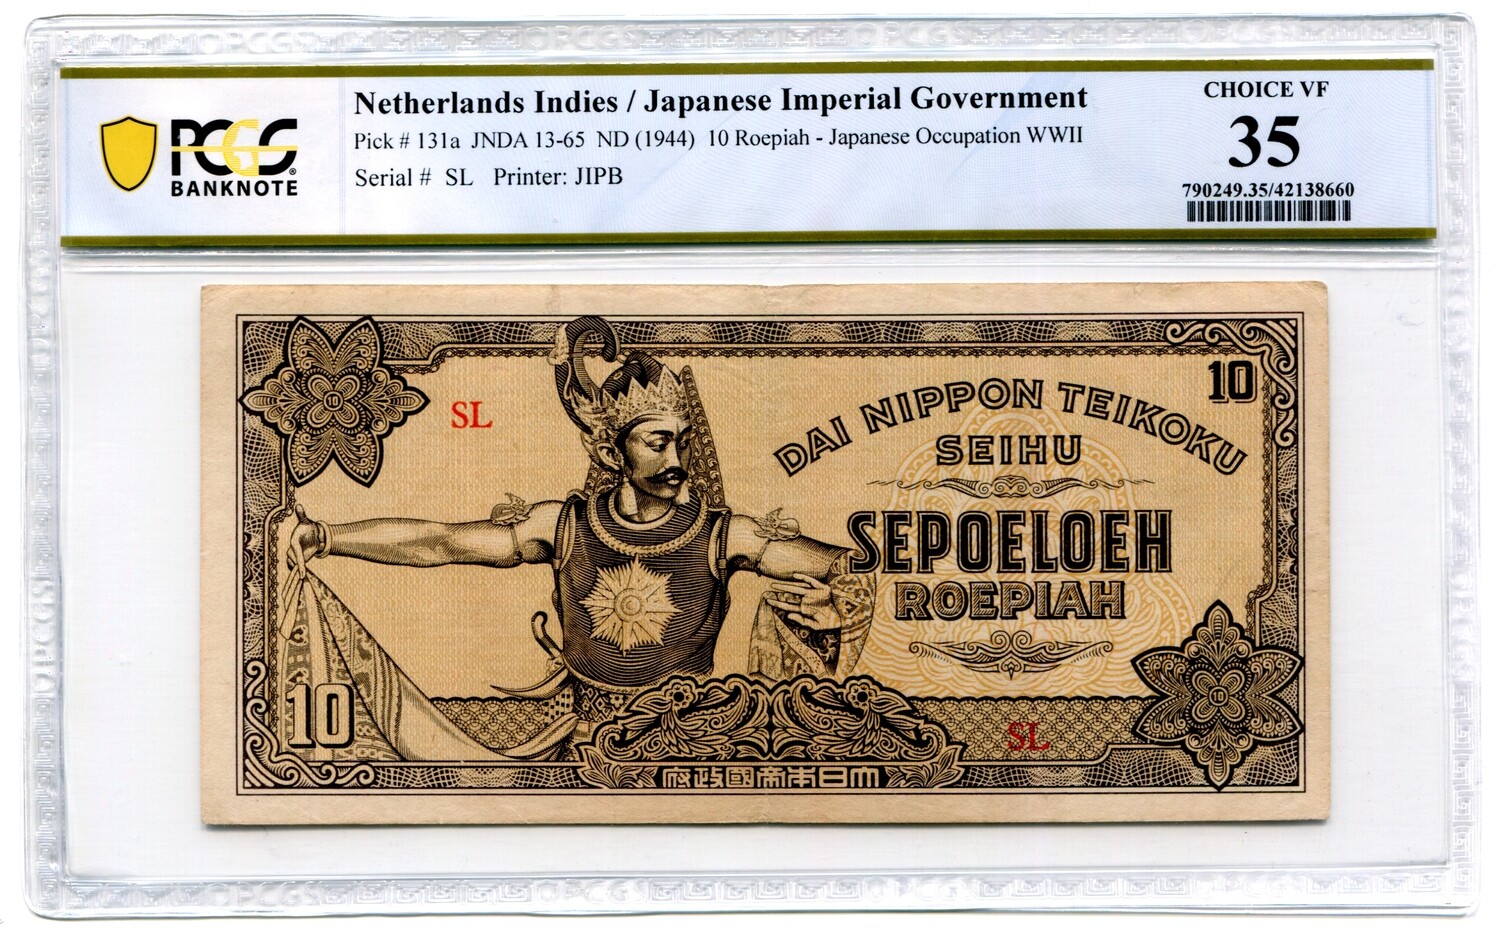 PCGS
BANKNOTE
Netherlands Indies / Japanese Imperial Government
Pick # 131a JNDA 13-65 ND (1944) 10 Roepiah - Japanese Occupation WWII
Serial # SL Printer: JIPB
CHOICE VF
35
790249.35/42138660
10
SL
DAI NIPPON TEIKOKU
SEIHU
SEPOELOEH
ROEPIAH
10
10
SL
10
府政國帝本日大